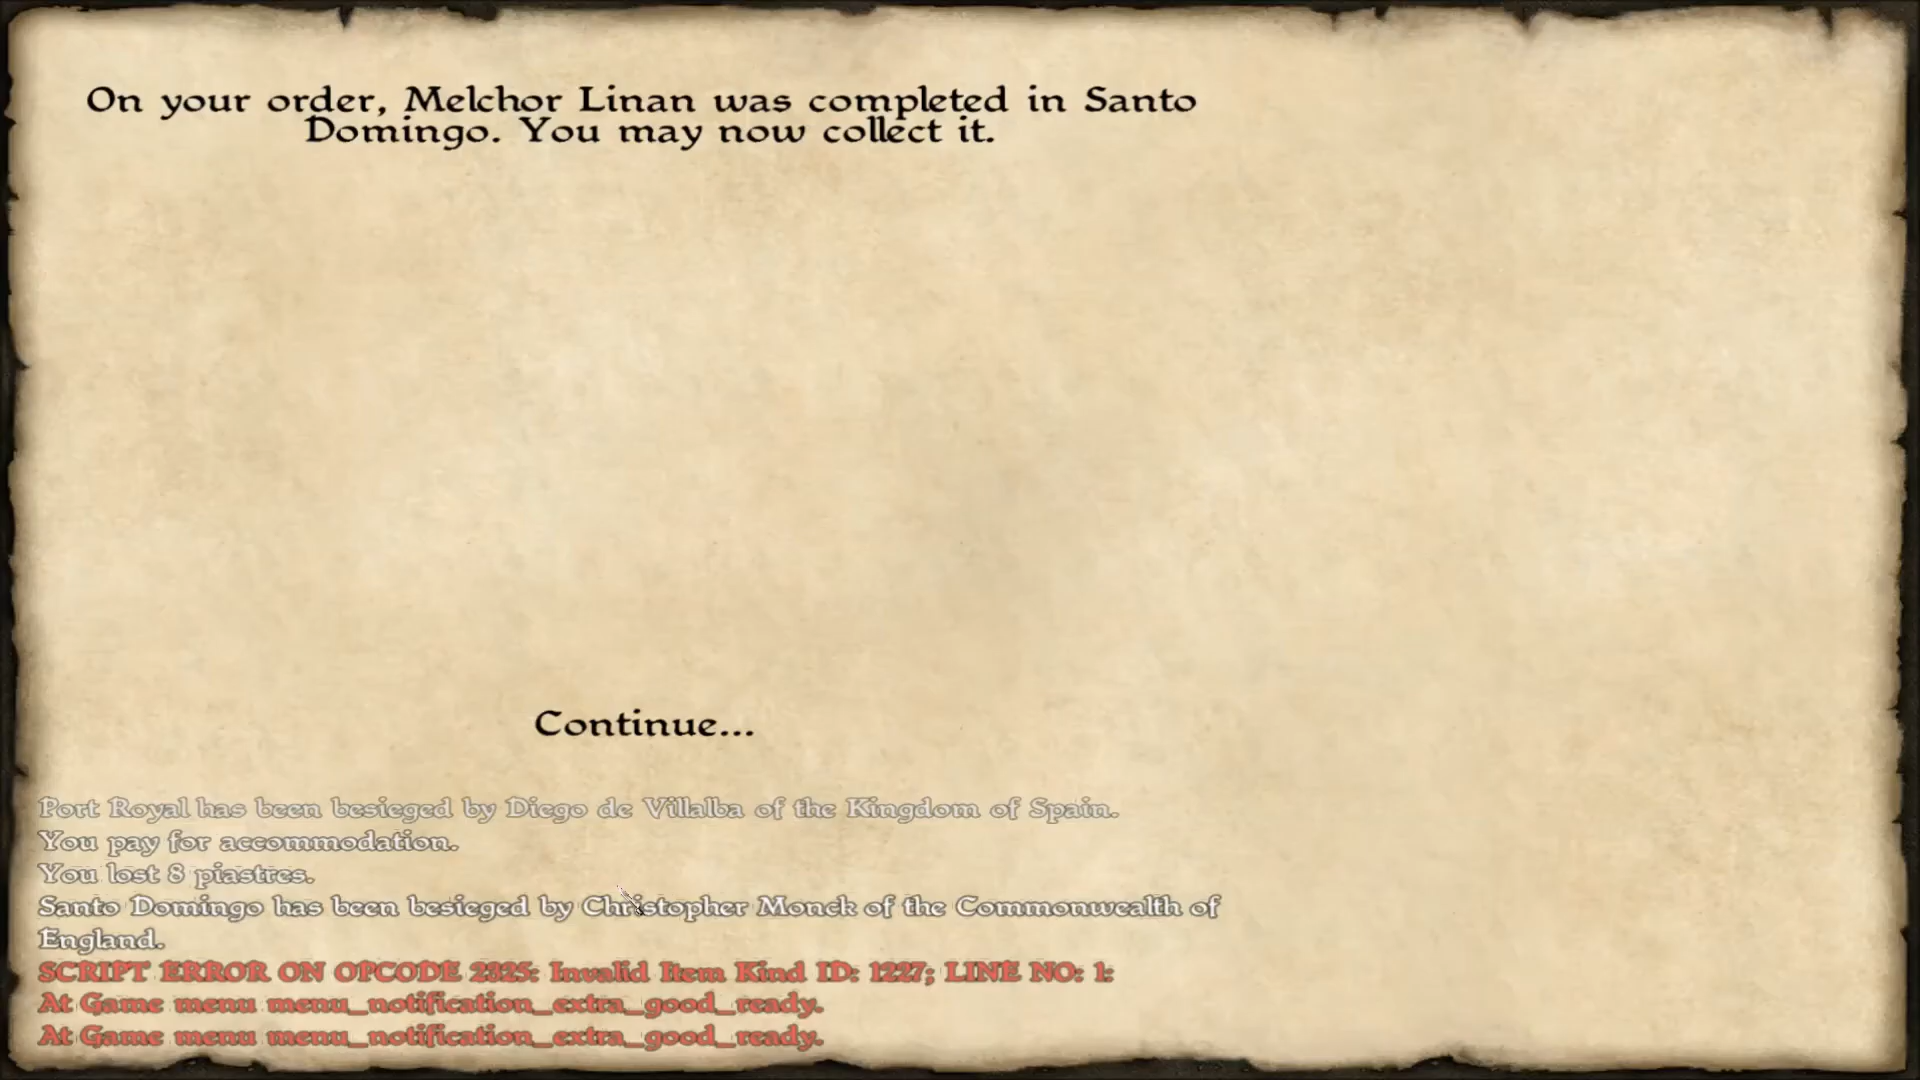 On your order, Melchor Linan was completed in Santo
Domingo. You may now collect it.
Continue...
Port Royal has been besieged by Diego de Villalba of the Kingdom of Spain.
You pay for accommodation.
You lost 8 piastres.
Santo Domingo has been besieged by Christopher Monck of the Commonwealth of
England.
SCRIPT ERROR ON OPCODE 2325: Invalid Item Kind ID: 1227; LINE NO: 1:
At Game menu menu_notification_extra_good_ready.
At Game menu menu_notification_extra_good_ready.